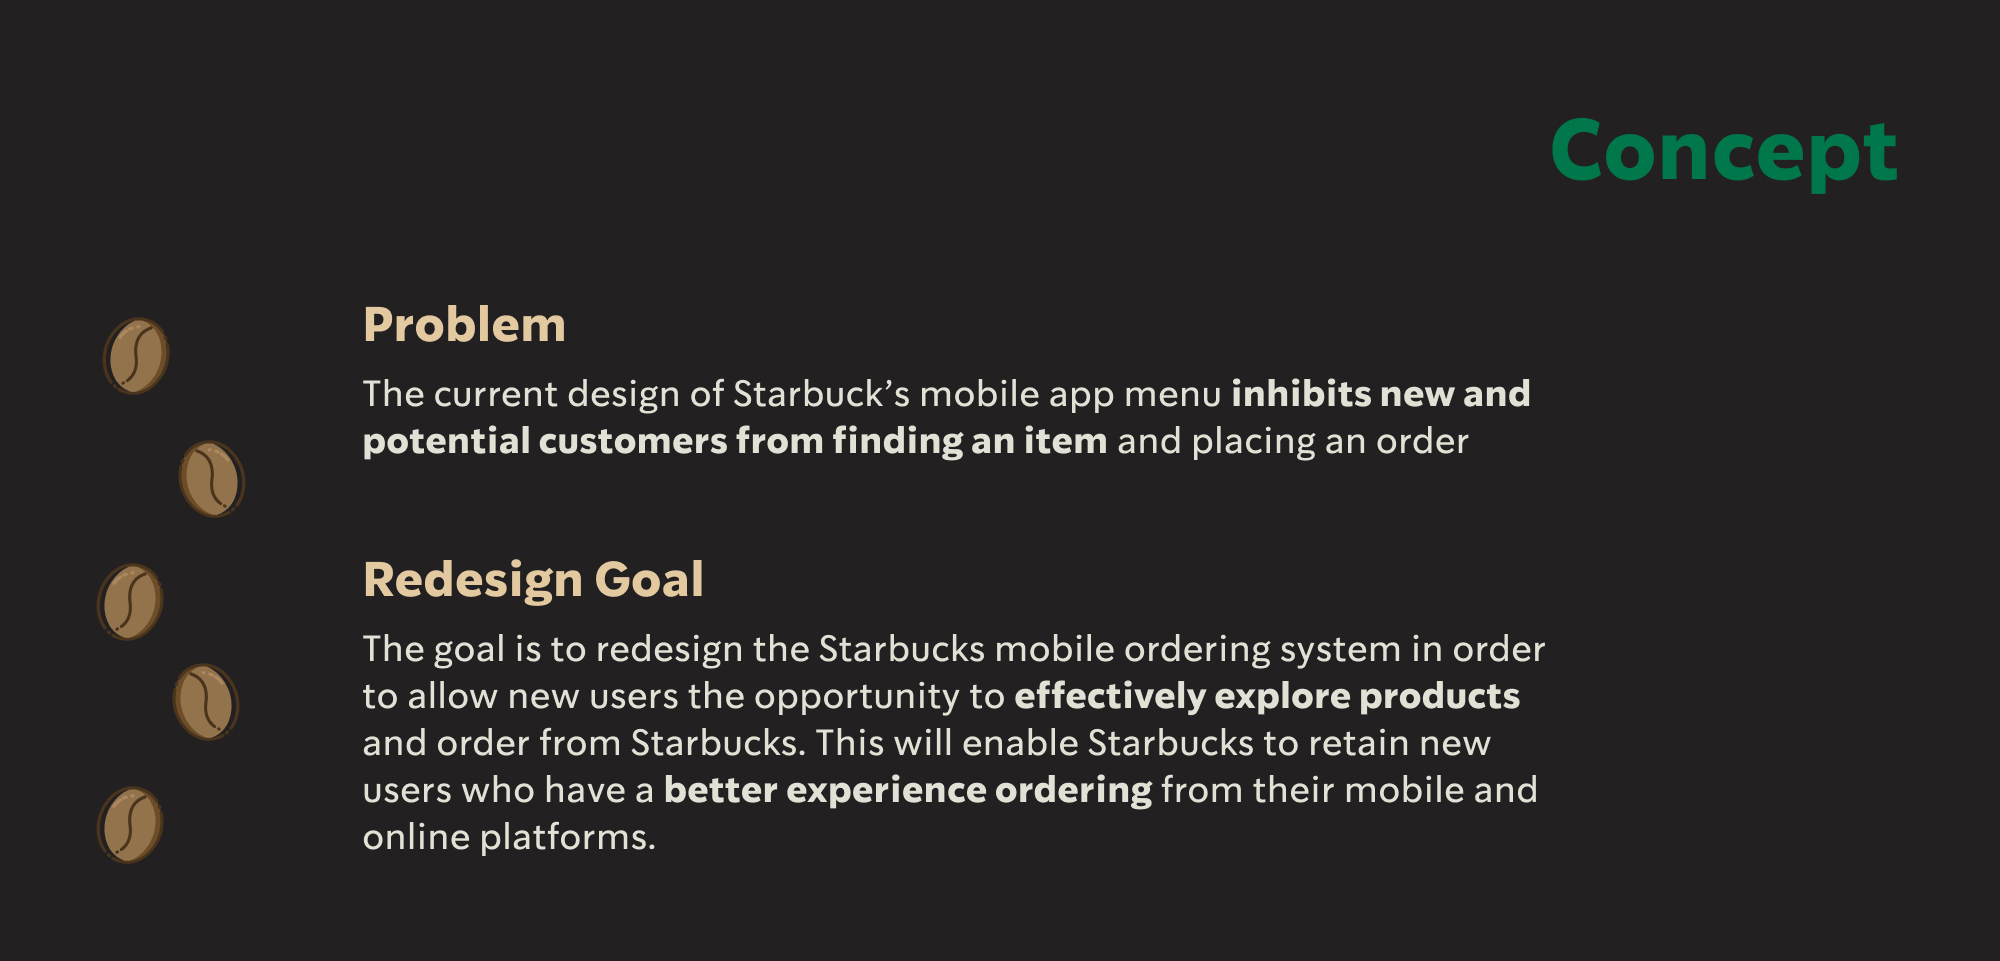 Concept
Problem
The current design of Starbuck’s mobile app menu inhibits new and
potential customers from finding an item and placing an order
Redesign Goal
The goal is to redesign the Starbucks mobile ordering system in order
to allow new users the opportunity to effectively explore products
and order from Starbucks. This will enable Starbucks to retain new
users who have a better experience ordering from their mobile and
online platforms.